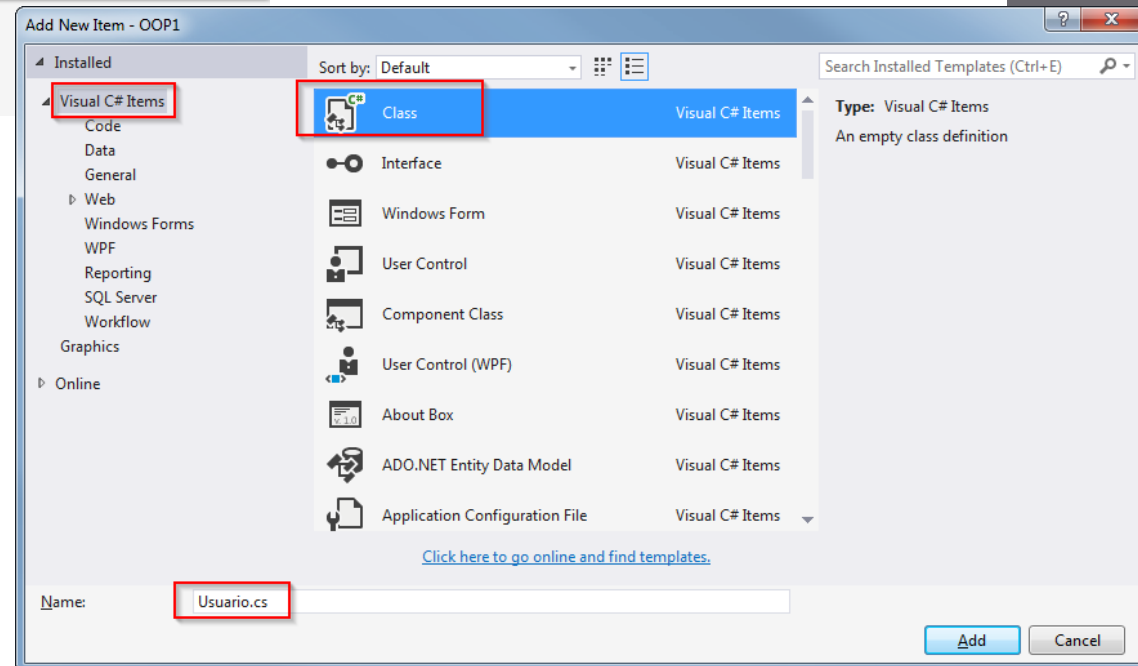 Add New Item - OOP1
Installed
Visual C# Items
Code
Data
General
Web
Windows Forms
WPF
Reporting
SQL Server
Workflow
Graphics
Online
Sort by: Default
C# Class Visual C# Items
Interface Visual C# Items
Windows Form Visual C# Items
User Control Visual C# Items
Component Class Visual C# Items
User Control (WPF) Visual C# Items
v. 1.0 About Box Visual C# Items
ADO.NET Entity Data Model Visual C# Items
Application Configuration File Visual C# Items
Click here to go online and find templates.
Search Installed Templates (Ctrl+E)
Type: Visual C# Items
An empty class definition
Name: Usuario.cs
Add Cancel